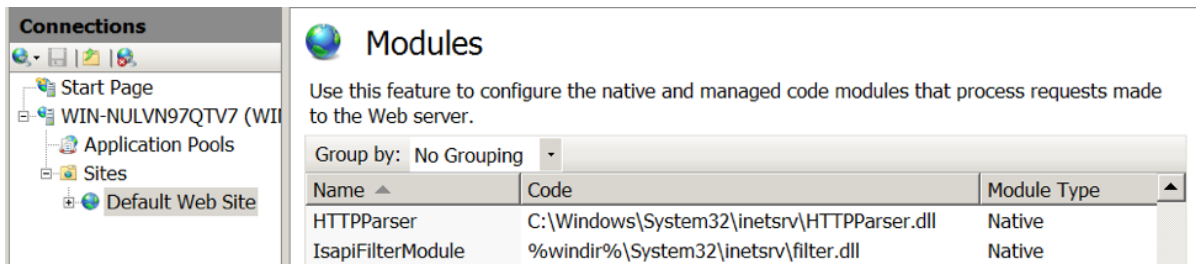 Connections
Start Page
WIN-NULVN97QTV7 (WII
Application Pools
Sites
Default Web Site
Modules
Use this feature to configure the native and managed code modules that process requests made
to the Web server.
Group by: No Grouping
Name Code Module Type
HTTPParser C:\Windows\System32\inetsrv\HTTPParser.dll Native
IsapiFilterModule %windir%\System32\inetsrv\filter.dll Native